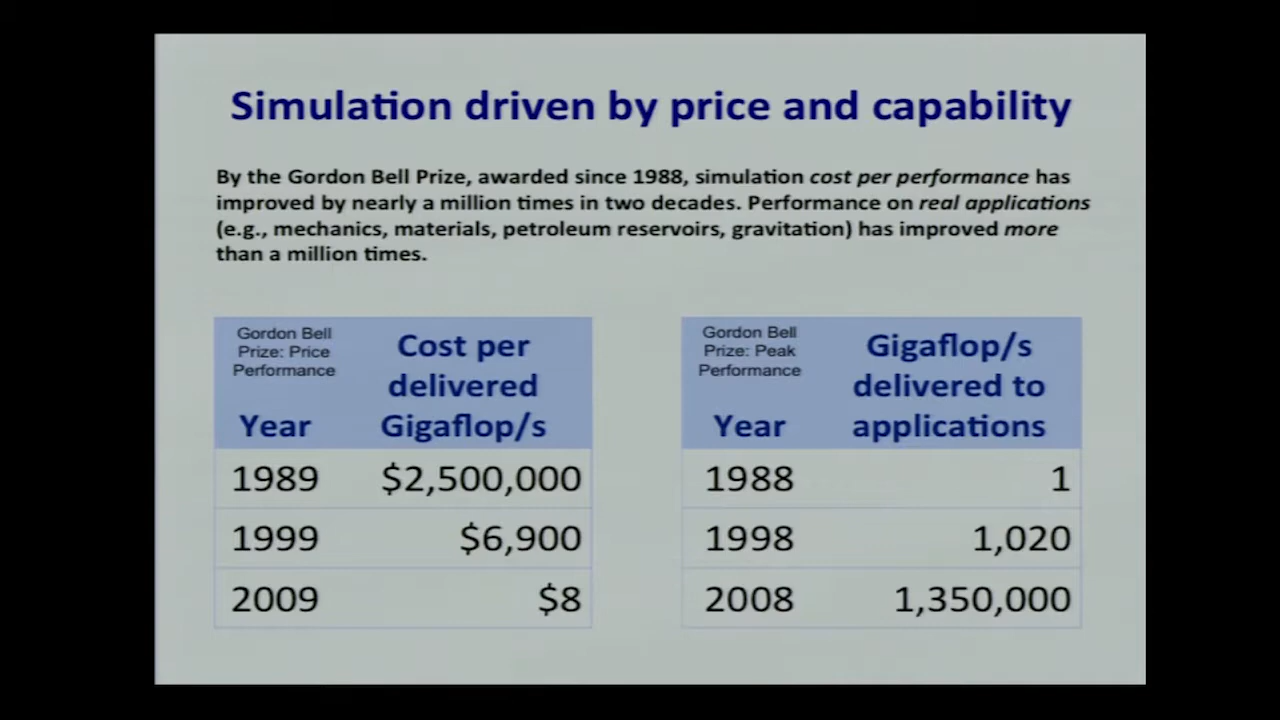 Simulation driven by price and capability
By the Gordon Bell Prize, awarded since 1988, simulation cost per performance has
improved by nearly a million times in two decades. Performance on real applications
(e.g., mechanics, materials, petroleum reservoirs, gravitation) has improved more
than a million times.
Gordon Bell
Prize: Price
Performance
Year
Cost per
delivered
Gigaflop/s
1989 $2,500,000
1999 $6,900
2009 $8
Gordon Bell
Prize: Peak
Performance
Year
Gigaflop/s
delivered to
applications
1988 1
1998 1,020
2008 1,350,000